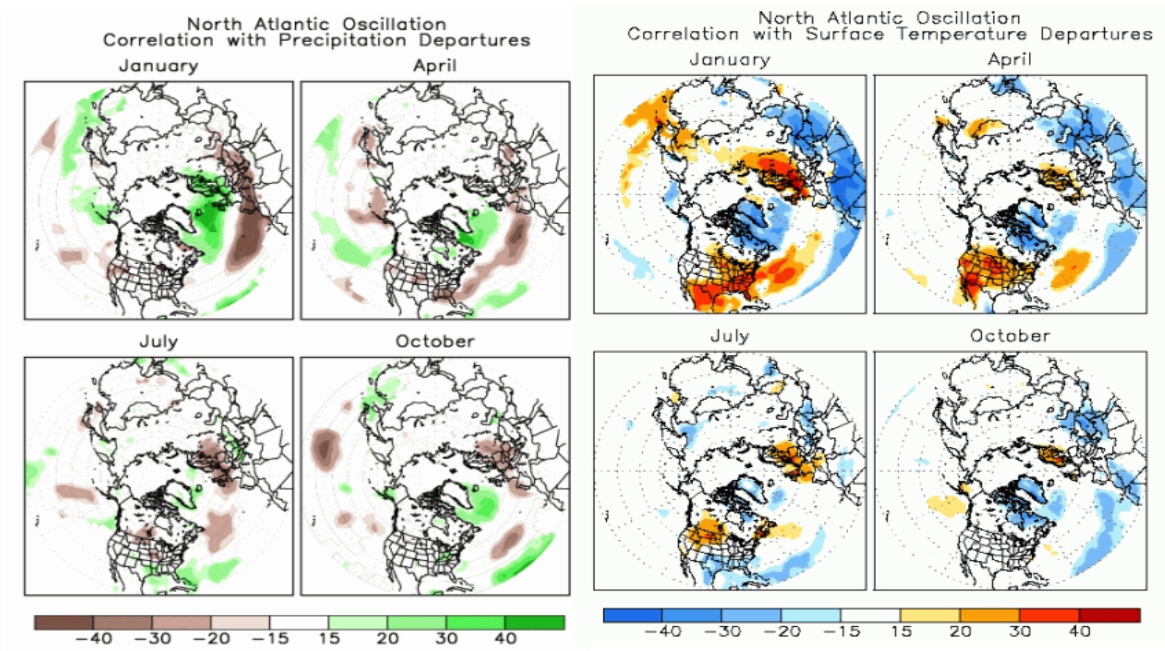 North Atlantic Oscillation
Correlation with Precipitation Departures
January
April
July
October
-40 -30 -20 -15 15 20 30 40
North Atlantic Oscillation
Correlation with Surface Temperature Departures
January
April
July
October
-40 -30 -20 -15 15 20 30 40